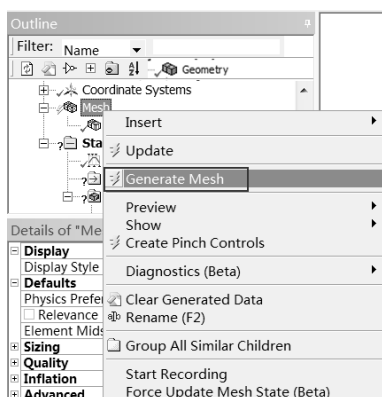 Outline
Filter: Name
Geometry
Coordinate Systems
Mesh
Insert
Sta
Update
Generate Mesh
Preview
Show
Create Pinch Controls
Diagnostics (Beta)
Clear Generated Data
Rename (F2)
Group All Similar Children
Start Recording
Force Update Mesh State (Beta)
Details of "Me
Display
Display Style
Defaults
Physics Prefe
Relevance
Element Mids
Sizing
Quality
Inflation
Advanced